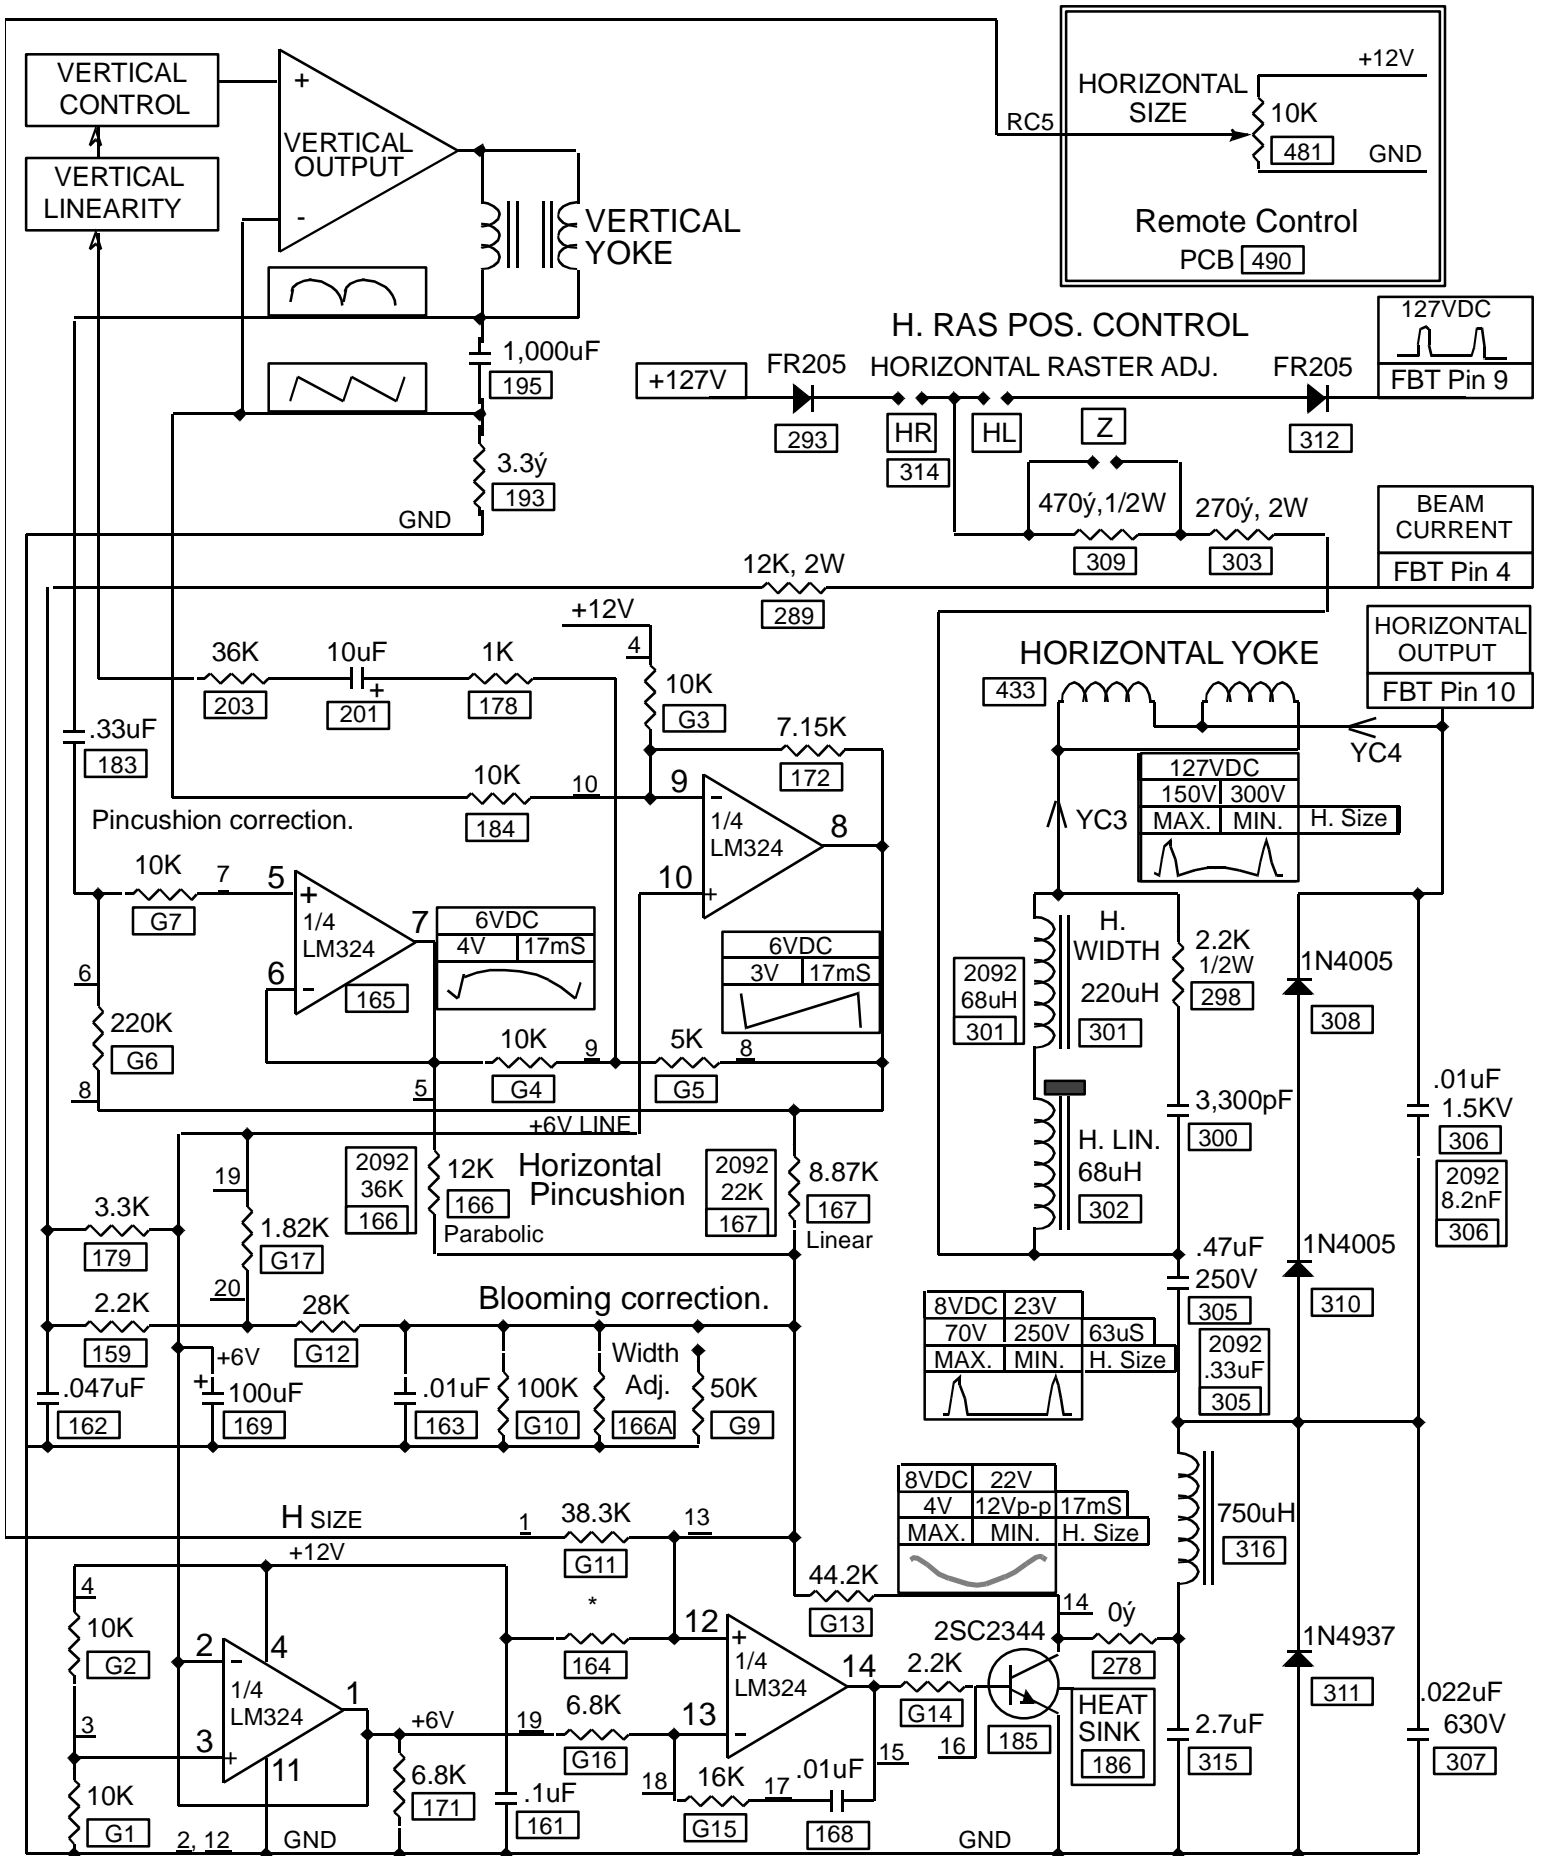 VERTICAL
CONTROL
VERTICAL
LINEARITY
+
VERTICAL
OUTPUT
-
VERTICAL
YOKE
+12V
HORIZONTAL
SIZE
10K
481
GND
RC5
Remote Control
PCB 490
1,000uF
195
3.3ý
193
GND
H. RAS POS. CONTROL
HORIZONTAL RASTER ADJ.
+127V
FR205
293
HR
314
HL
Z
FR205
312
127VDC
FBT Pin 9
470ý,1/2W
309
270ý, 2W
303
BEAM
CURRENT
FBT Pin 4
12K, 2W
289
HORIZONTAL
OUTPUT
FBT Pin 10
+12V
4
10K
G3
36K
203
10uF
+
201
1K
178
.33uF
183
7.15K
172
10K
184
10
9
-
1/4
LM324
8
10
+
Pincushion correction.
10K
G7
7
5
+
1/4
LM324
7
6
-
165
6VDC
4V 17mS
6VDC
3V 17mS
6
220K
G6
8
10K
G4
9
5K
G5
8
5
+6V LINE
HORIZONTAL YOKE
433
YC4
YC3
127VDC
150V 300V
MAX. MIN. H. Size
2092
68uH
301
H.
WIDTH
220uH
301
2.2K
1/2W
298
1N4005
308
H. LIN.
68uH
302
3,300pF
300
.01uF
1.5KV
306
2092
8.2nF
306
1N4005
310
.47uF
250V
305
2092
.33uF
305
2092
36K
166
12K
166
Parabolic
Horizontal
Pincushion
2092
22K
167
8.87K
167
Linear
19
1.82K
G17
20
3.3K
179
2.2K
159
28K
G12
Blooming correction.
+6V
+
100uF
169
.047uF
162
.01uF
163
100K
G10
Width
Adj.
166A
50K
G9
8VDC 23V
70V 250V 63uS
MAX. MIN. H. Size
8VDC 22V
4V 12Vp-p 17mS
MAX. MIN. H. Size
750uH
316
H SIZE
1
38.3K
G11
13
+12V
*
164
44.2K
G13
4
10K
G2
3
10K
G1
2
-
4
1/4
LM324
1
3
+
11
+6V
19
6.8K
171
6.8K
G16
.1uF
161
12
+
1/4
LM324
14
13
-
18
16K
G15
17
.01uF
168
15
2.2K
G14
16
2SC2344
185
14
0ý
278
HEAT
SINK
186
2.7uF
315
1N4937
311
.022uF
630V
307
2, 12
GND
GND